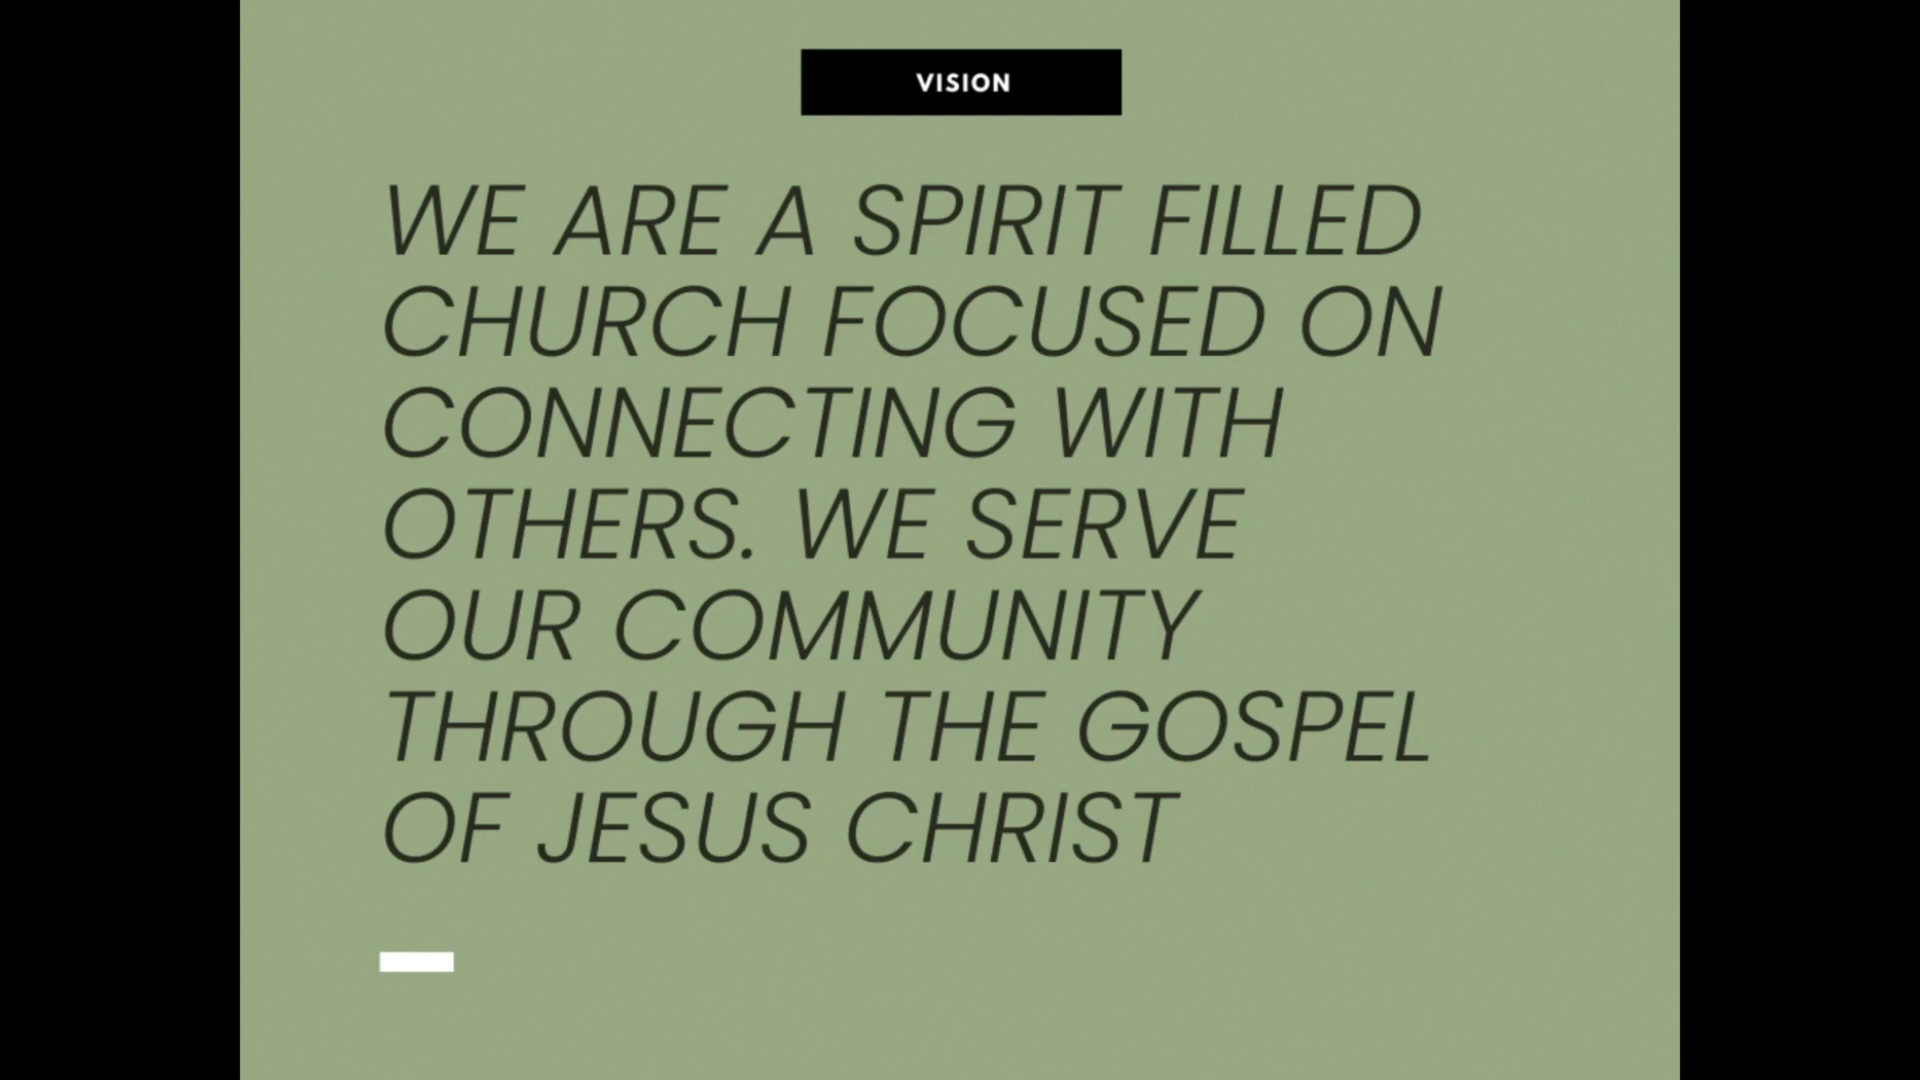 VISION
WE ARE A SPIRIT FILLED
CHURCH FOCUSED ON
CONNECTING WITH
OTHERS. WE SERVE
OUR COMMUNITY
THROUGH THE GOSPEL
OF JESUS CHRIST